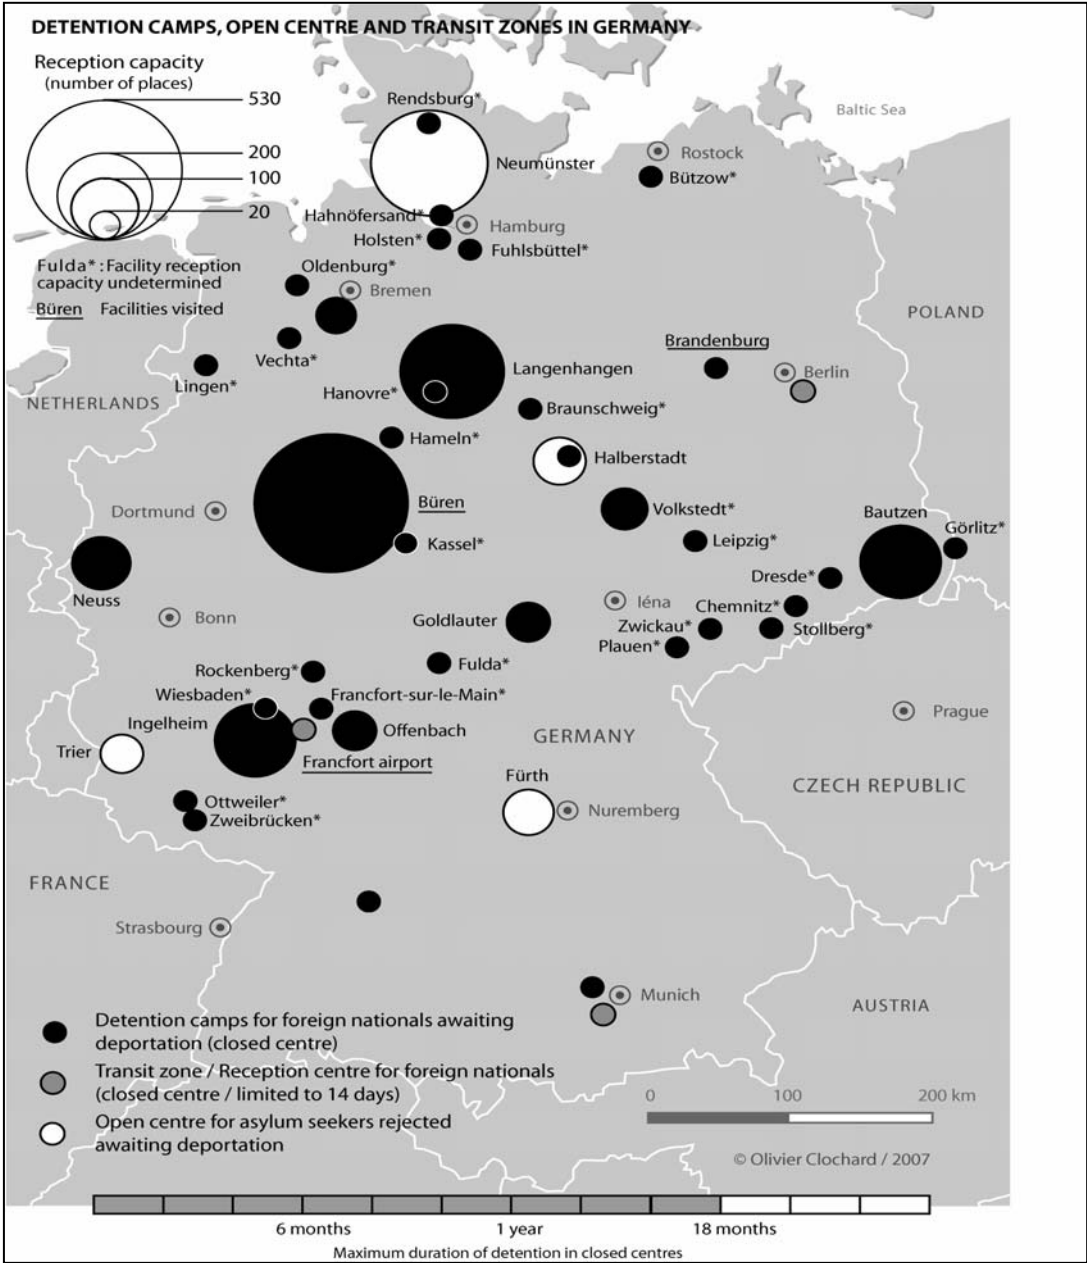 DETENTION CAMPS, OPEN CENTRE AND TRANSIT ZONES IN GERMANY
Reception capacity
(number of places)
530
200
100
20
Fulda* : Facility reception
capacity undetermined
Büren Facilities visited
Baltic Sea
Rendsburg*
Neumünster
Rostock
Bützow*
Hahnöfersand*
Hamburg
Holsten*
Fuhlsbüttel*
Oldenburg*
Bremen
POLAND
Brandenburg
Vechta*
Langenhangen
Berlin
Lingen*
Hanovre*
NETHERLANDS
Braunschweig*
Hameln*
Halberstadt
Büren
Dortmund
Volkstedt*
Bautzen
Görlitz*
Kassel*
Leipzig*
Dresde*
Neuss
Iéna
Chemnitz*
Bonn
Goldlauter
Zwickau*
Stollberg*
Plauen*
Rockenberg*
Fulda*
Wiesbaden*
Francfort-sur-le-Main*
Prague
Ingelheim
Offenbach
GERMANY
Trier
Francfort airport
Fürth
CZECH REPUBLIC
Ottweiler*
Nuremberg
Zweibrücken*
FRANCE
Strasbourg
Munich
AUSTRIA
Detention camps for foreign nationals awaiting
deportation (closed centre)
Transit zone / Reception centre for foreign nationals
(closed centre / limited to 14 days)
Open centre for asylum seekers rejected
awaiting deportation
0 100 200 km
© Olivier Clochard / 2007
6 months 1 year 18 months
Maximum duration of detention in closed centres